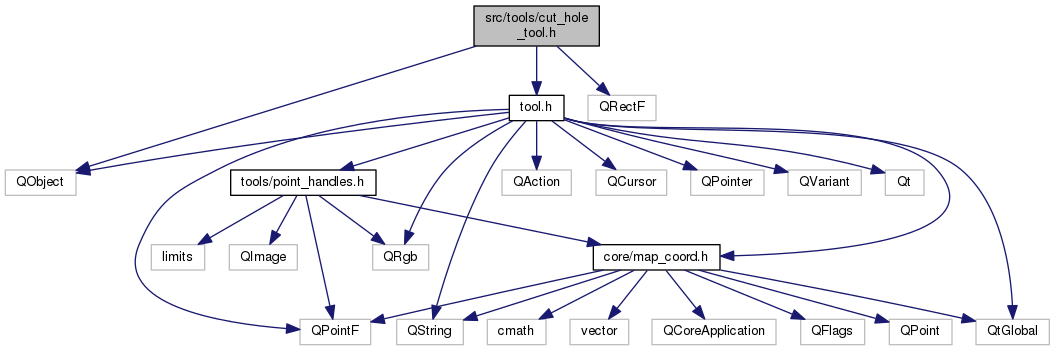 src/tools/cut_hole
_tool.h
tool.h
QRectF
QObject
tools/point_handles.h
QAction
QCursor
QPointer
QVariant
Qt
limits
QImage
QRgb
core/map_coord.h
QPointF
QString
cmath
vector
QCoreApplication
QFlags
QPoint
QtGlobal